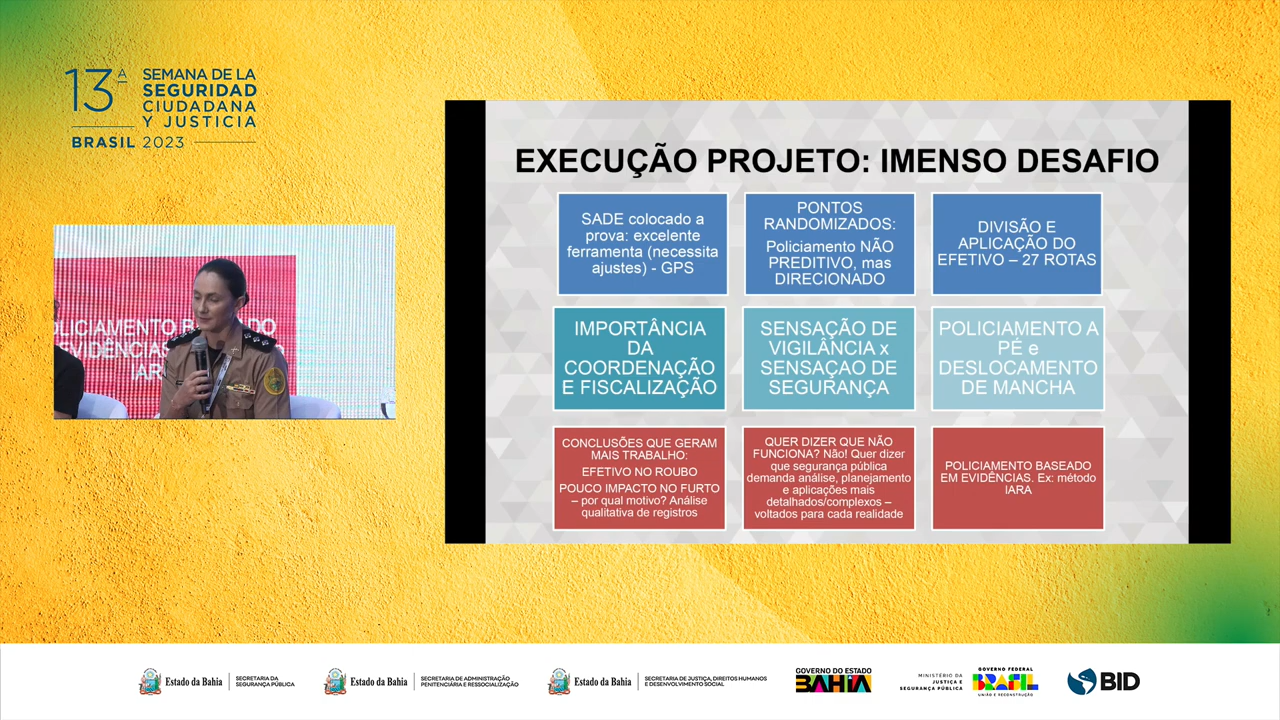 13ª
SEMANA DE LA
SEGURIDAD
CIUDADANA
Y JUSTICIA
BRASIL 2023
OLICIAMENTO B
DO
EVIDÊNCIAS
IAR
EXECUÇÃO PROJETO: IMENSO DESAFIO
SADE colocado a
prova: excelente
ferramenta (necessita
ajustes) - GPS
PONTOS
RANDOMIZADOS:
Policiamento NÃO
PREDITIVO, mas
DIRECIONADO
DIVISÃO E
APLICAÇÃO DO
EFETIVO – 27 ROTAS
IMPORTÂNCIA
DA
COORDENAÇÃO
E FISCALIZAÇÃO
SENSAÇÃO DE
VIGILÂNCIA x
SENSAÇAO DE
SEGURANÇA
POLICIAMENTO A
PÉ e
DESLOCAMENTO
DE MANCHA
CONCLUSÕES QUE GERAM
MAIS TRABALHO:
EFETIVO NO ROUBO
POUCO IMPACTO NO FURTO
– por qual motivo? Análise
qualitativa de registros
QUER DIZER QUE NÃO
FUNCIONA? Não! Quer dizer
que segurança pública
demanda análise, planejamento
e aplicações mais
detalhados/complexos –
voltados para cada realidade
POLICIAMENTO BASEADO
EM EVIDÊNCIAS. Ex: método
IARA
Estado da Bahia
SECRETARIA DA
SEGURANÇA PÚBLICA
Estado da Bahia
SECRETARIA DE ADMINISTRAÇÃO
PENITENCIÁRIA E RESSOCIALIZAÇÃO
Estado da Bahia
SECRETARIA DE JUSTIÇA, DIREITOS HUMANOS
E DESENVOLVIMENTO SOCIAL
GOVERNO DO ESTADO
BAHIA
MINISTÉRIO DA
JUSTIÇA E
SEGURANÇA PÚBLICA
GOVERNO FEDERAL
BRASIL
UNIÃO E RECONSTRUÇÃO
BID